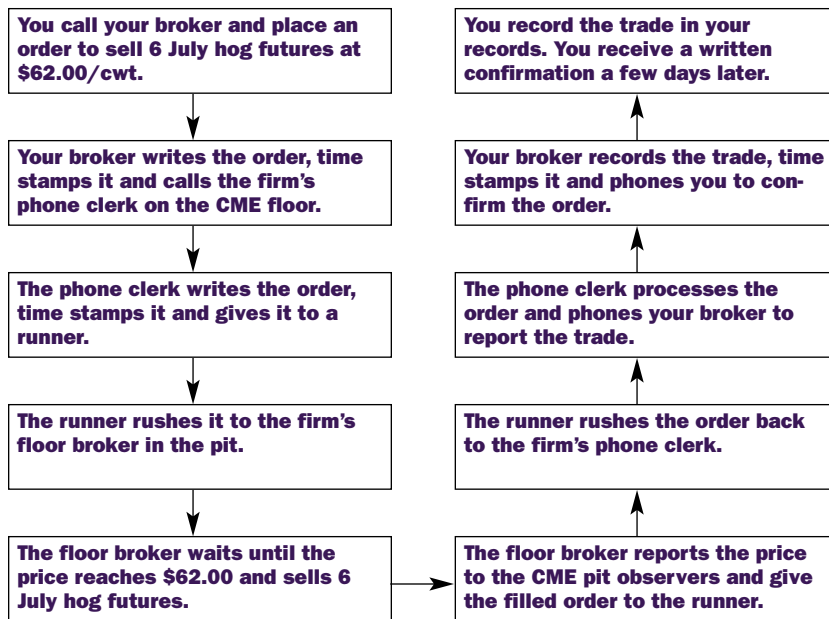 You call your broker and place an
order to sell 6 July hog futures at
$62.00/cwt.
Your broker writes the order, time
stamps it and calls the firm's
phone clerk on the CME floor.
The phone clerk writes the order,
time stamps it and gives it to a
runner.
The runner rushes it to the firm's
floor broker in the pit.
The floor broker waits until the
price reaches $62.00 and sells 6
July hog futures.
The floor broker reports the price
to the CME pit observers and give
the filled order to the runner.
The runner rushes the order back
to the firm's phone clerk.
The phone clerk processes the
order and phones your broker to
report the trade.
Your broker records the trade, time
stamps it and phones you to con-
firm the order.
You record the trade in your
records. You receive a written
confirmation a few days later.